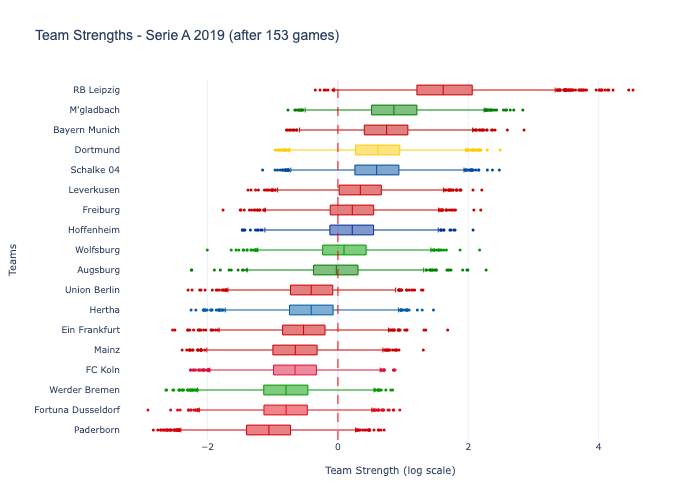 Team Strengths - Serie A 2019 (after 153 games)
RB Leipzig
M'gladbach
Bayern Munich
Dortmund
Schalke 04
Leverkusen
Freiburg
Hoffenheim
Wolfsburg
Augsburg
Union Berlin
Hertha
Ein Frankfurt
Mainz
FC Koln
Werder Bremen
Fortuna Dusseldorf
Paderborn
Teams
−2 0 2 4
Team Strength (log scale)